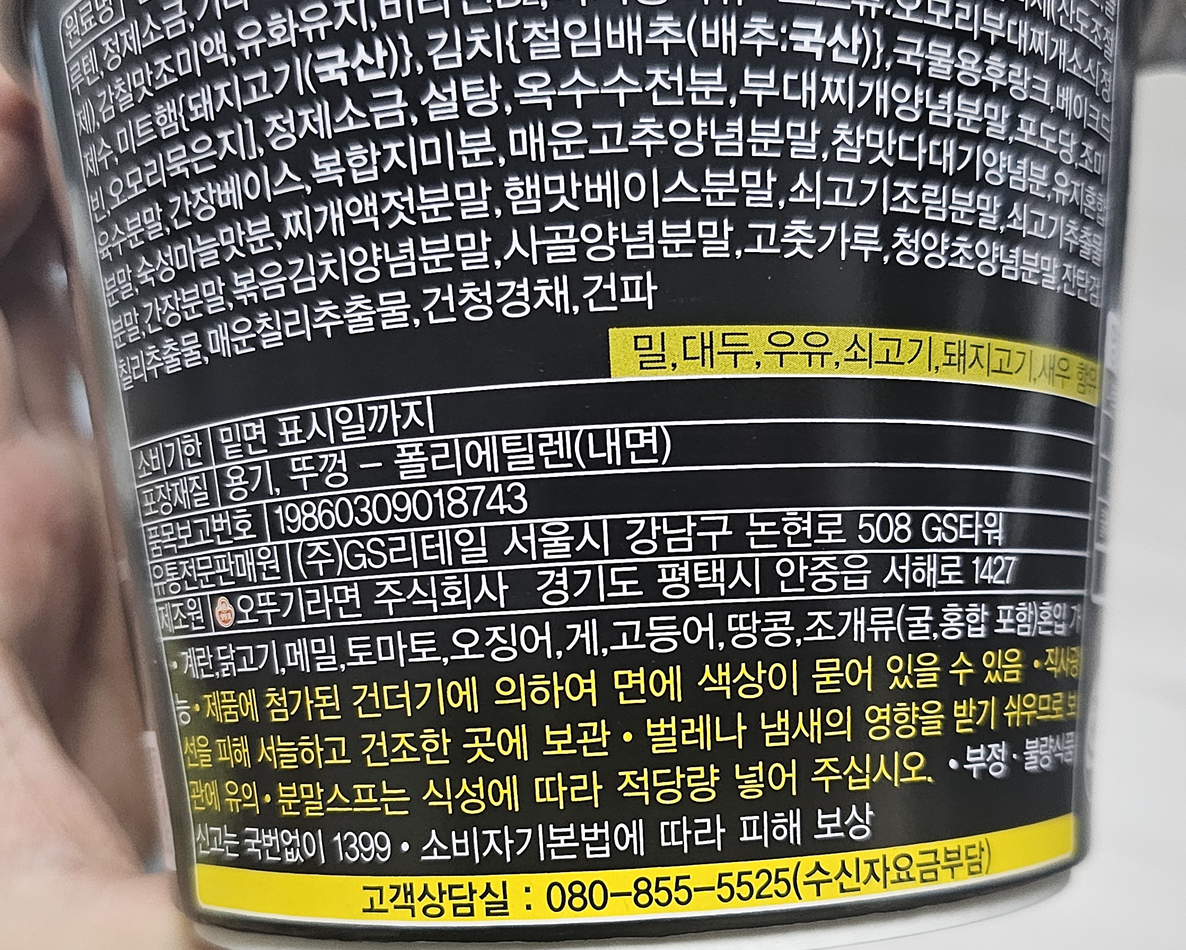 원료명
루텐,정제소금,
제),감칠맛조미액,유화유지,비타민B2, 오모리부대찌개소시정
제수,미트햄{돼지고기(국산)},김치{절임배추(배추:국산)},국물용후랑크,베이크드
빈,오모리묵은지],정제소금,설탕,옥수수전분,부대찌개양념분말,포도당,조미
육수분말,간장베이스,복합지미분,매운고추양념분말,참맛다대기양념분,유지혼합
분말,숙성마늘맛분,찌개액젓분말,햄맛베이스분말,쇠고기조림분말,쇠고기추출물
분말,간장분말,볶음김치양념분말,사골양념분말,고춧가루,청양초양념분말,잔탄검,
칠리추출물,매운칠리추출물,건청경채,건파
밀,대두,우유,쇠고기,돼지고기,새우 함유
소비기한 밑면 표시일까지
포장재질 용기, 뚜껑 - 폴리에틸렌(내면)
품목보고번호 19860309018743
유통전문판매원 (주)GS리테일 서울시 강남구 논현로 508 GS타워
제조원 오뚜기라면 주식회사 경기도 평택시 안중읍 서해로 1427
•계란,닭고기,메밀,토마토,오징어,게,고등어,땅콩,조개류(굴,홍합 포함)혼입 가
능•제품에 첨가된 건더기에 의하여 면에 색상이 묻어 있을 수 있음 •직사광
선을 피해 서늘하고 건조한 곳에 보관•벌레나 냄새의 영향을 받기 쉬우므로 보
관에 유의•분말스프는 식성에 따라 적당량 넣어 주십시오. •부정·불량식품
신고는 국번없이 1399•소비자기본법에 따라 피해 보상
고객상담실 : 080-855-5525(수신자요금부담)